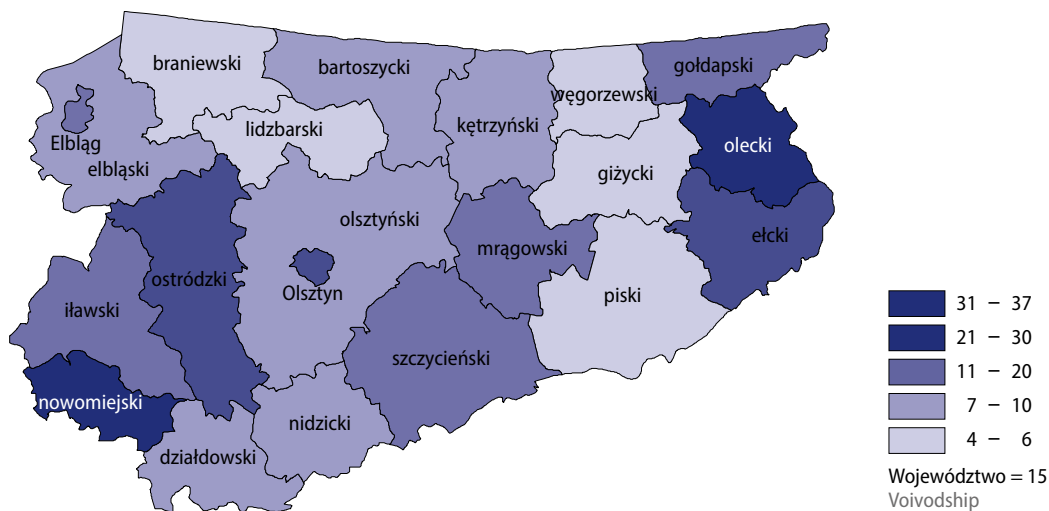 braniewski
bartoszycki
gołdapski
węgorzewski
kętrzyński
lidzbarski
Elbląg
elbląski
olecki
giżycki
olsztyński
ełcki
mrągowski
ostródzki
Olsztyn
piski
iławski
szczycieński
nowomiejski
nidzicki
działdowski
31 – 37
21 – 30
11 – 20
7 – 10
4 – 6
Województwo = 15
Voivodship